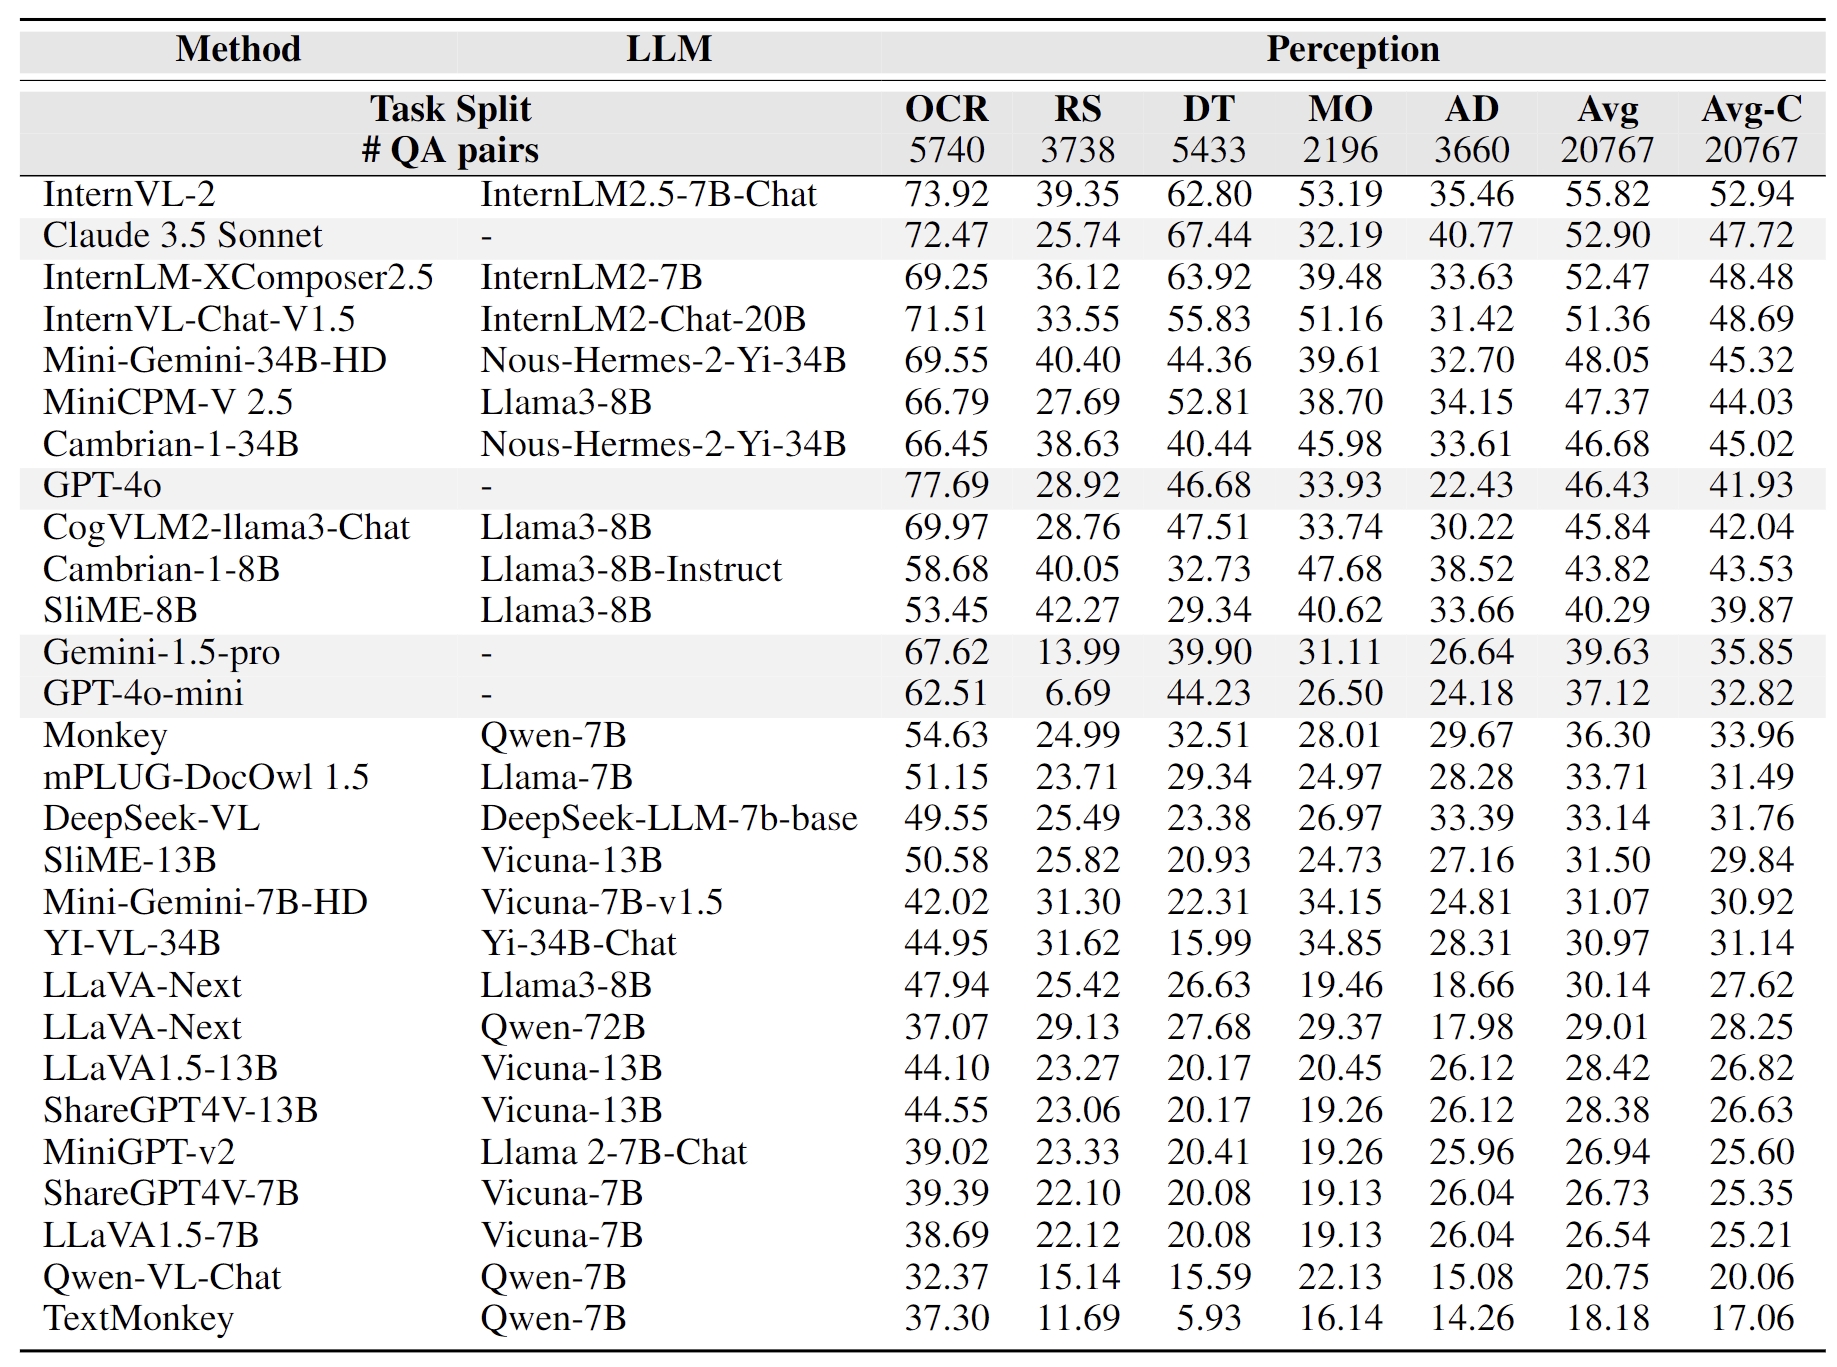 Method LLM Perception
Task Split OCR RS DT MO AD Avg Avg-C
# QA pairs 5740 3738 5433 2196 3660 20767 20767
InternVL-2 InternLM2.5-7B-Chat 73.92 39.35 62.80 53.19 35.46 55.82 52.94
Claude 3.5 Sonnet - 72.47 25.74 67.44 32.19 40.77 52.90 47.72
InternLM-XComposer2.5 InternLM2-7B 69.25 36.12 63.92 39.48 33.63 52.47 48.48
InternVL-Chat-V1.5 InternLM2-Chat-20B 71.51 33.55 55.83 51.16 31.42 51.36 48.69
Mini-Gemini-34B-HD Nous-Hermes-2-Yi-34B 69.55 40.40 44.36 39.61 32.70 48.05 45.32
MiniCPM-V 2.5 Llama3-8B 66.79 27.69 52.81 38.70 34.15 47.37 44.03
Cambrian-1-34B Nous-Hermes-2-Yi-34B 66.45 38.63 40.44 45.98 33.61 46.68 45.02
GPT-4o - 77.69 28.92 46.68 33.93 22.43 46.43 41.93
CogVLM2-llama3-Chat Llama3-8B 69.97 28.76 47.51 33.74 30.22 45.84 42.04
Cambrian-1-8B Llama3-8B-Instruct 58.68 40.05 32.73 47.68 38.52 43.82 43.53
SliME-8B Llama3-8B 53.45 42.27 29.34 40.62 33.66 40.29 39.87
Gemini-1.5-pro - 67.62 13.99 39.90 31.11 26.64 39.63 35.85
GPT-4o-mini - 62.51 6.69 44.23 26.50 24.18 37.12 32.82
Monkey Qwen-7B 54.63 24.99 32.51 28.01 29.67 36.30 33.96
mPLUG-DocOwl 1.5 Llama-7B 51.15 23.71 29.34 24.97 28.28 33.71 31.49
DeepSeek-VL DeepSeek-LLM-7b-base 49.55 25.49 23.38 26.97 33.39 33.14 31.76
SliME-13B Vicuna-13B 50.58 25.82 20.93 24.73 27.16 31.50 29.84
Mini-Gemini-7B-HD Vicuna-7B-v1.5 42.02 31.30 22.31 34.15 24.81 31.07 30.92
YI-VL-34B Yi-34B-Chat 44.95 31.62 15.99 34.85 28.31 30.97 31.14
LLaVA-Next Llama3-8B 47.94 25.42 26.63 19.46 18.66 30.14 27.62
LLaVA-Next Qwen-72B 37.07 29.13 27.68 29.37 17.98 29.01 28.25
LLaVA1.5-13B Vicuna-13B 44.10 23.27 20.17 20.45 26.12 28.42 26.82
ShareGPT4V-13B Vicuna-13B 44.55 23.06 20.17 19.26 26.12 28.38 26.63
MiniGPT-v2 Llama 2-7B-Chat 39.02 23.33 20.41 19.26 25.96 26.94 25.60
ShareGPT4V-7B Vicuna-7B 39.39 22.10 20.08 19.13 26.04 26.73 25.35
LLaVA1.5-7B Vicuna-7B 38.69 22.12 20.08 19.13 26.04 26.54 25.21
Qwen-VL-Chat Qwen-7B 32.37 15.14 15.59 22.13 15.08 20.75 20.06
TextMonkey Qwen-7B 37.30 11.69 5.93 16.14 14.26 18.18 17.06